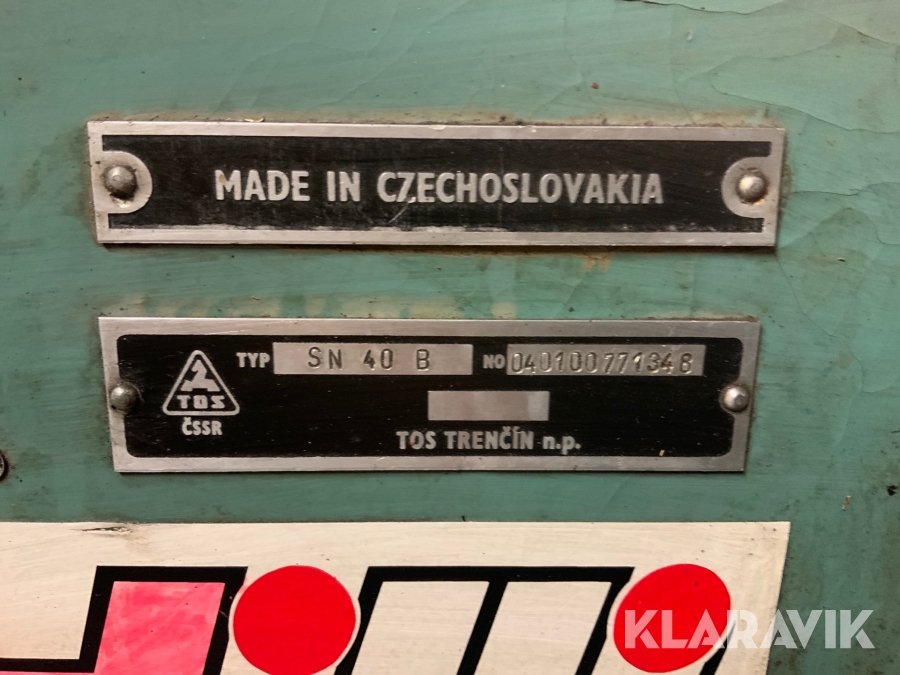 MADE IN CZECHOSLOVAKIA
TYP SN 40 B NO 040100771348
TOS
ČSSR
TOS TRENČÍN n.p.
KLARAVIK